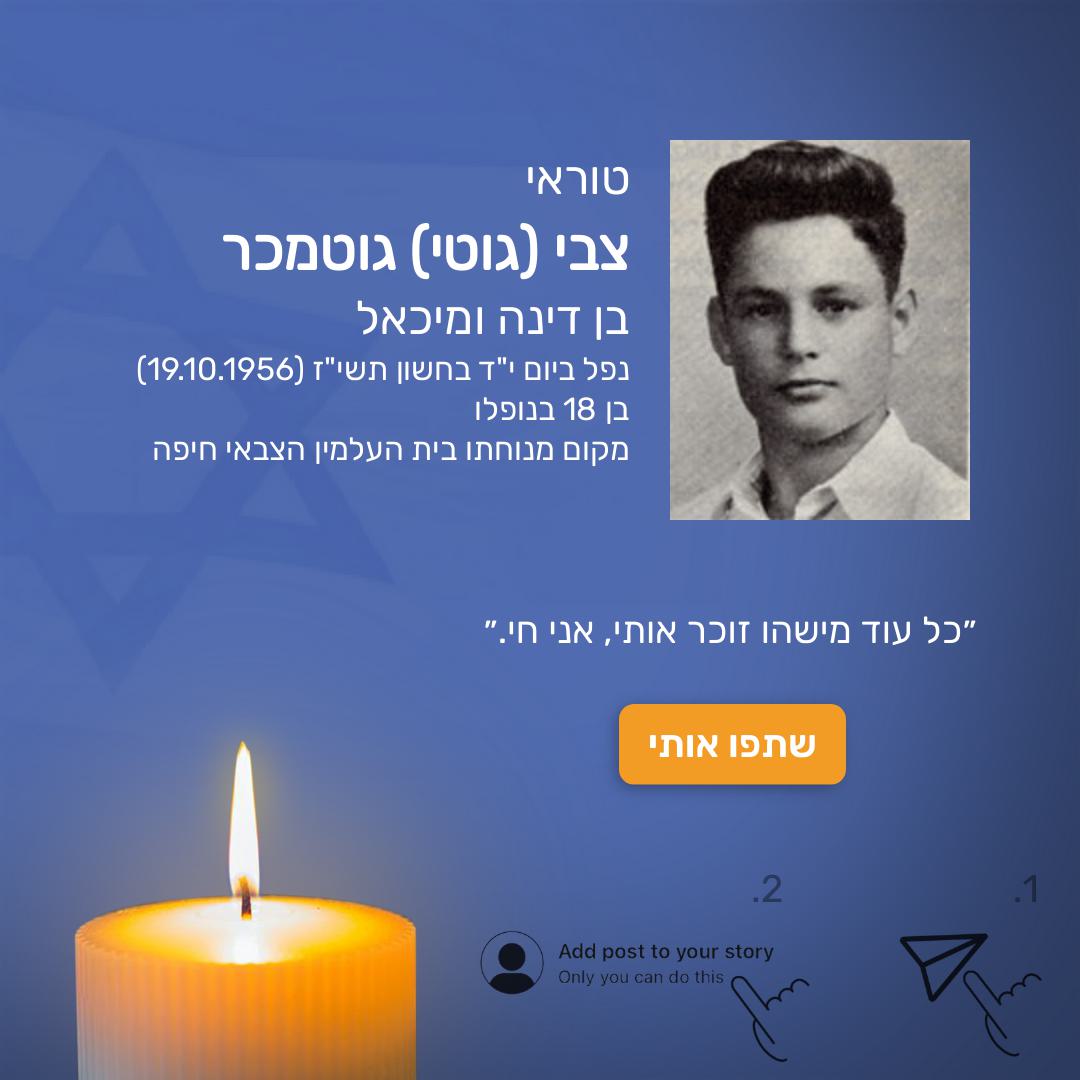 טוראי
צבי (גוטי) גוטמכר
בן דינה ומיכאל
נפל ביום י"ד בחשון תשי"ז (19.10.1956)
בן 18 בנופלו
מקום מנוחתו בית העלמין הצבאי חיפה
״כל עוד מישהו זוכר אותי, אני חי.״
שתפו אותי
1.
2.
Add post to your story
Only you can do this